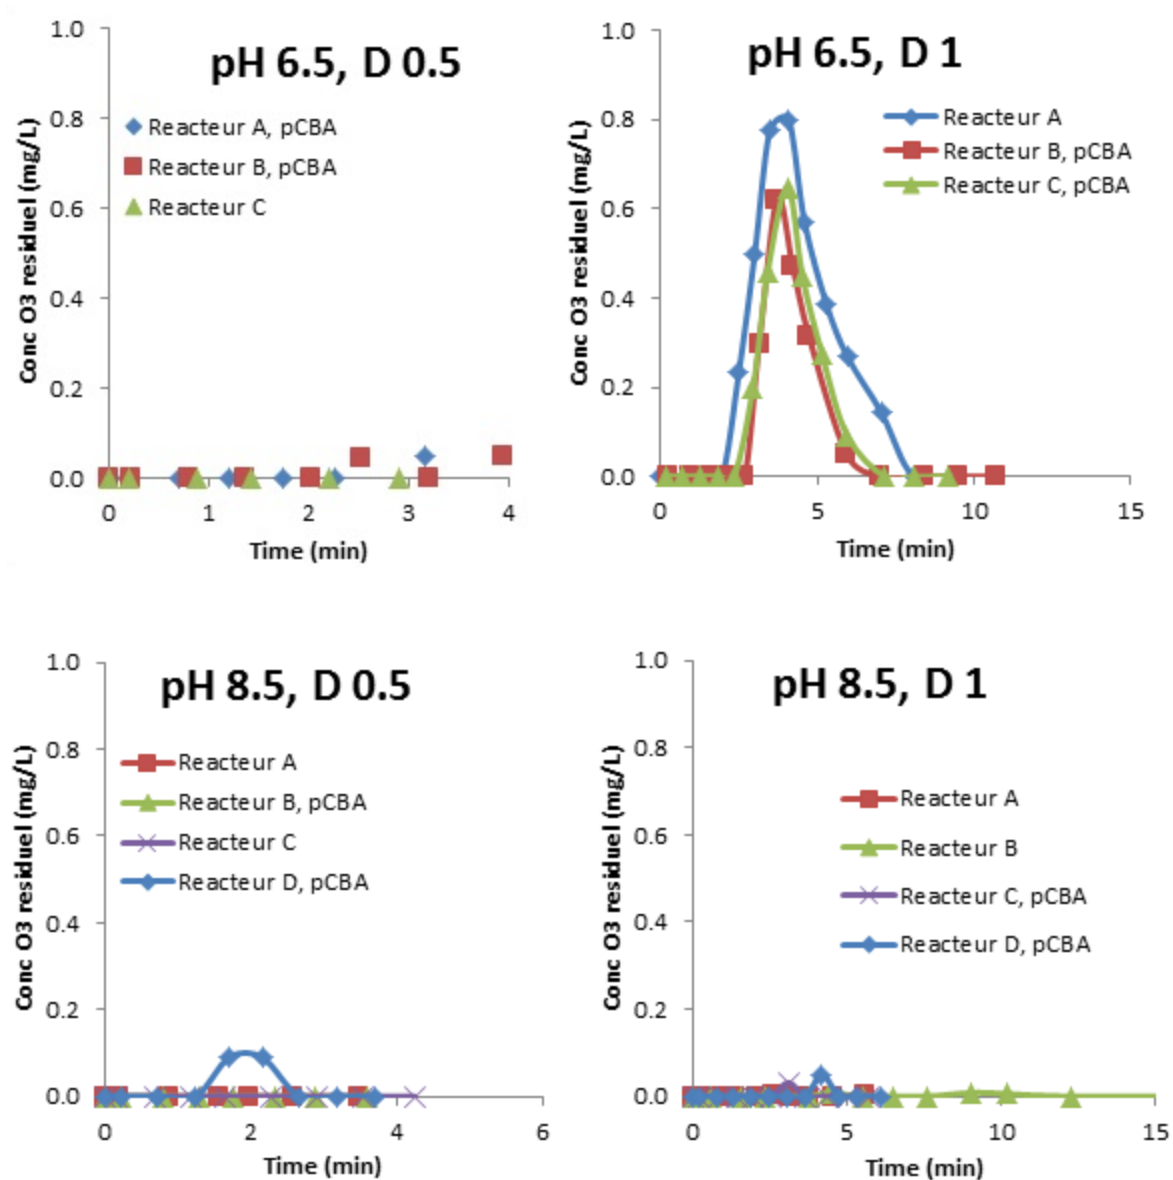 pH 6.5, D 0.5
Conc O3 residuel (mg/L)
1.0
0.8
0.6
0.4
0.2
0.0
Reacteur A, pCBA
Reacteur B, pCBA
Reacteur C
0 1 2 3 4
Time (min)
pH 6.5, D 1
Conc O3 residuel (mg/L)
1.0
0.8
0.6
0.4
0.2
0.0
Reacteur A
Reacteur B, pCBA
Reacteur C, pCBA
0 5 10 15
Time (min)
pH 8.5, D 0.5
Conc O3 residuel (mg/L)
1.0
0.8
0.6
0.4
0.2
0.0
Reacteur A
Reacteur B, pCBA
Reacteur C
Reacteur D, pCBA
0 2 4 6
Time (min)
pH 8.5, D 1
Conc O3 residuel (mg/L)
1.0
0.8
0.6
0.4
0.2
0.0
Reacteur A
Reacteur B
Reacteur C, pCBA
Reacteur D, pCBA
0 5 10 15
Time (min)